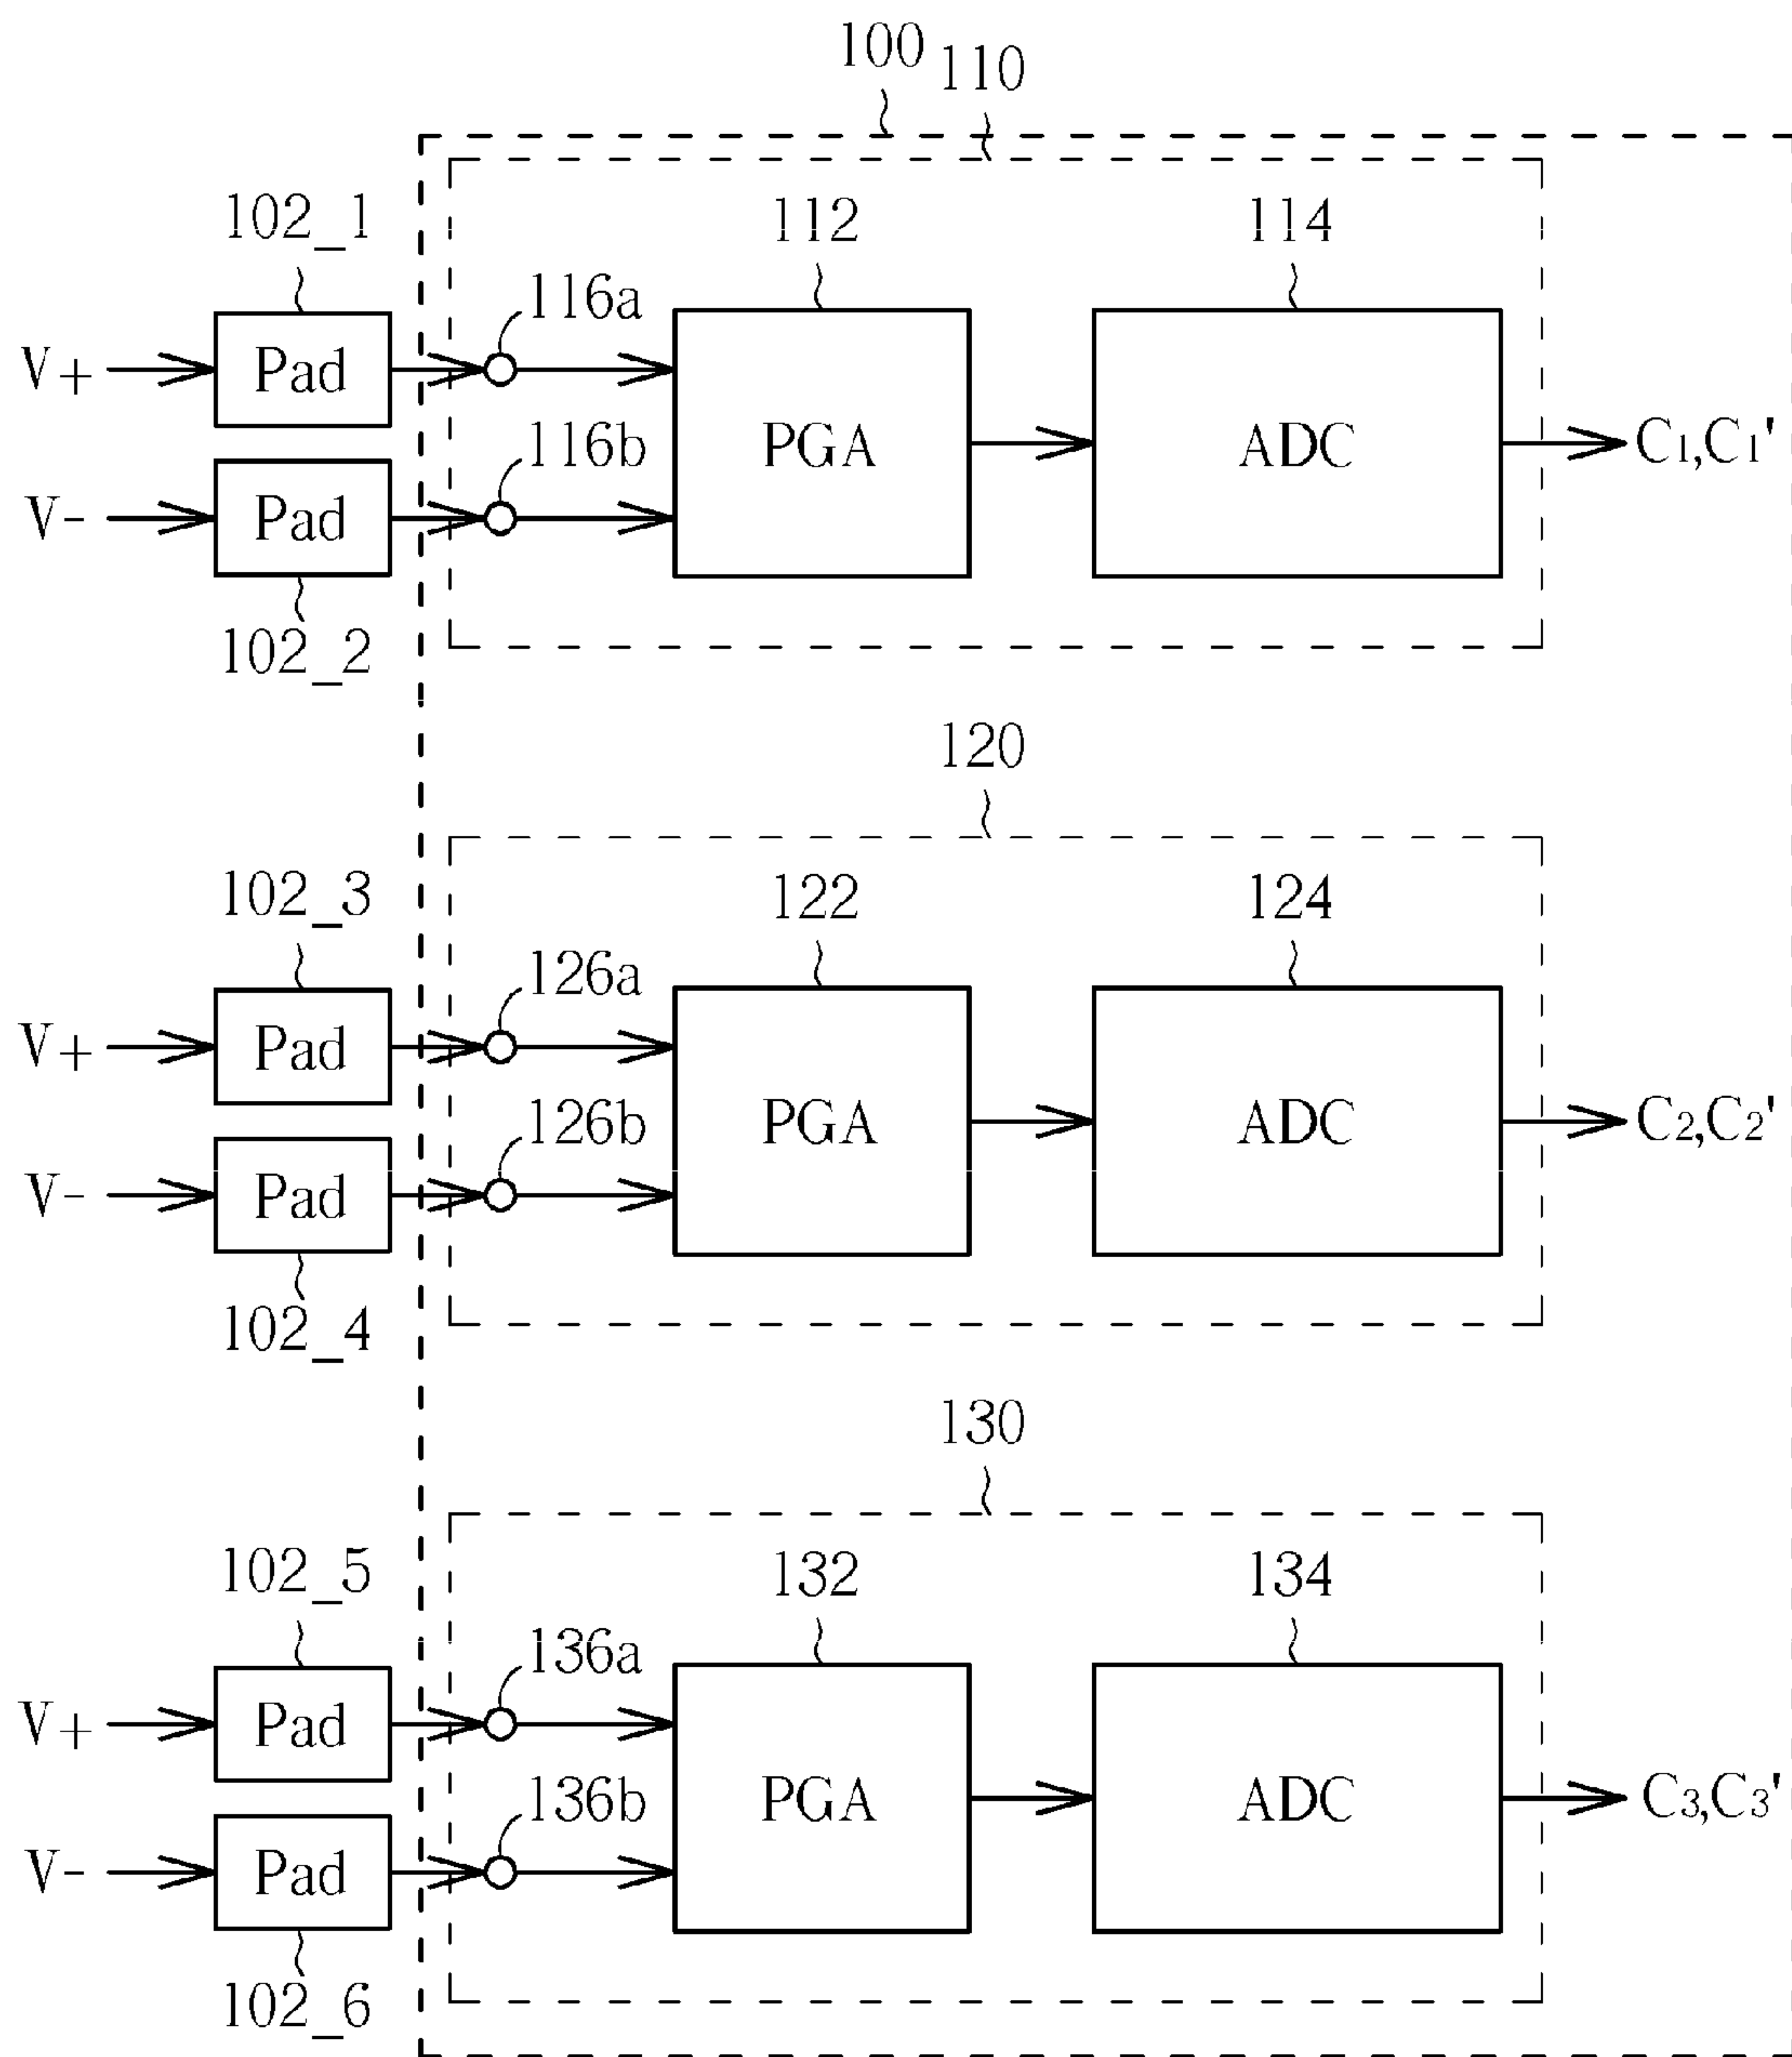 100 110
102_1
112
114
116a
V+
Pad
116b
PGA
ADC
C1,C1'
V-
Pad
102_2
120
102_3
122
124
126a
V+
Pad
126b
PGA
ADC
C2,C2'
V-
Pad
102_4
130
102_5
132
134
136a
V+
Pad
136b
PGA
ADC
C3,C3'
V-
Pad
102_6